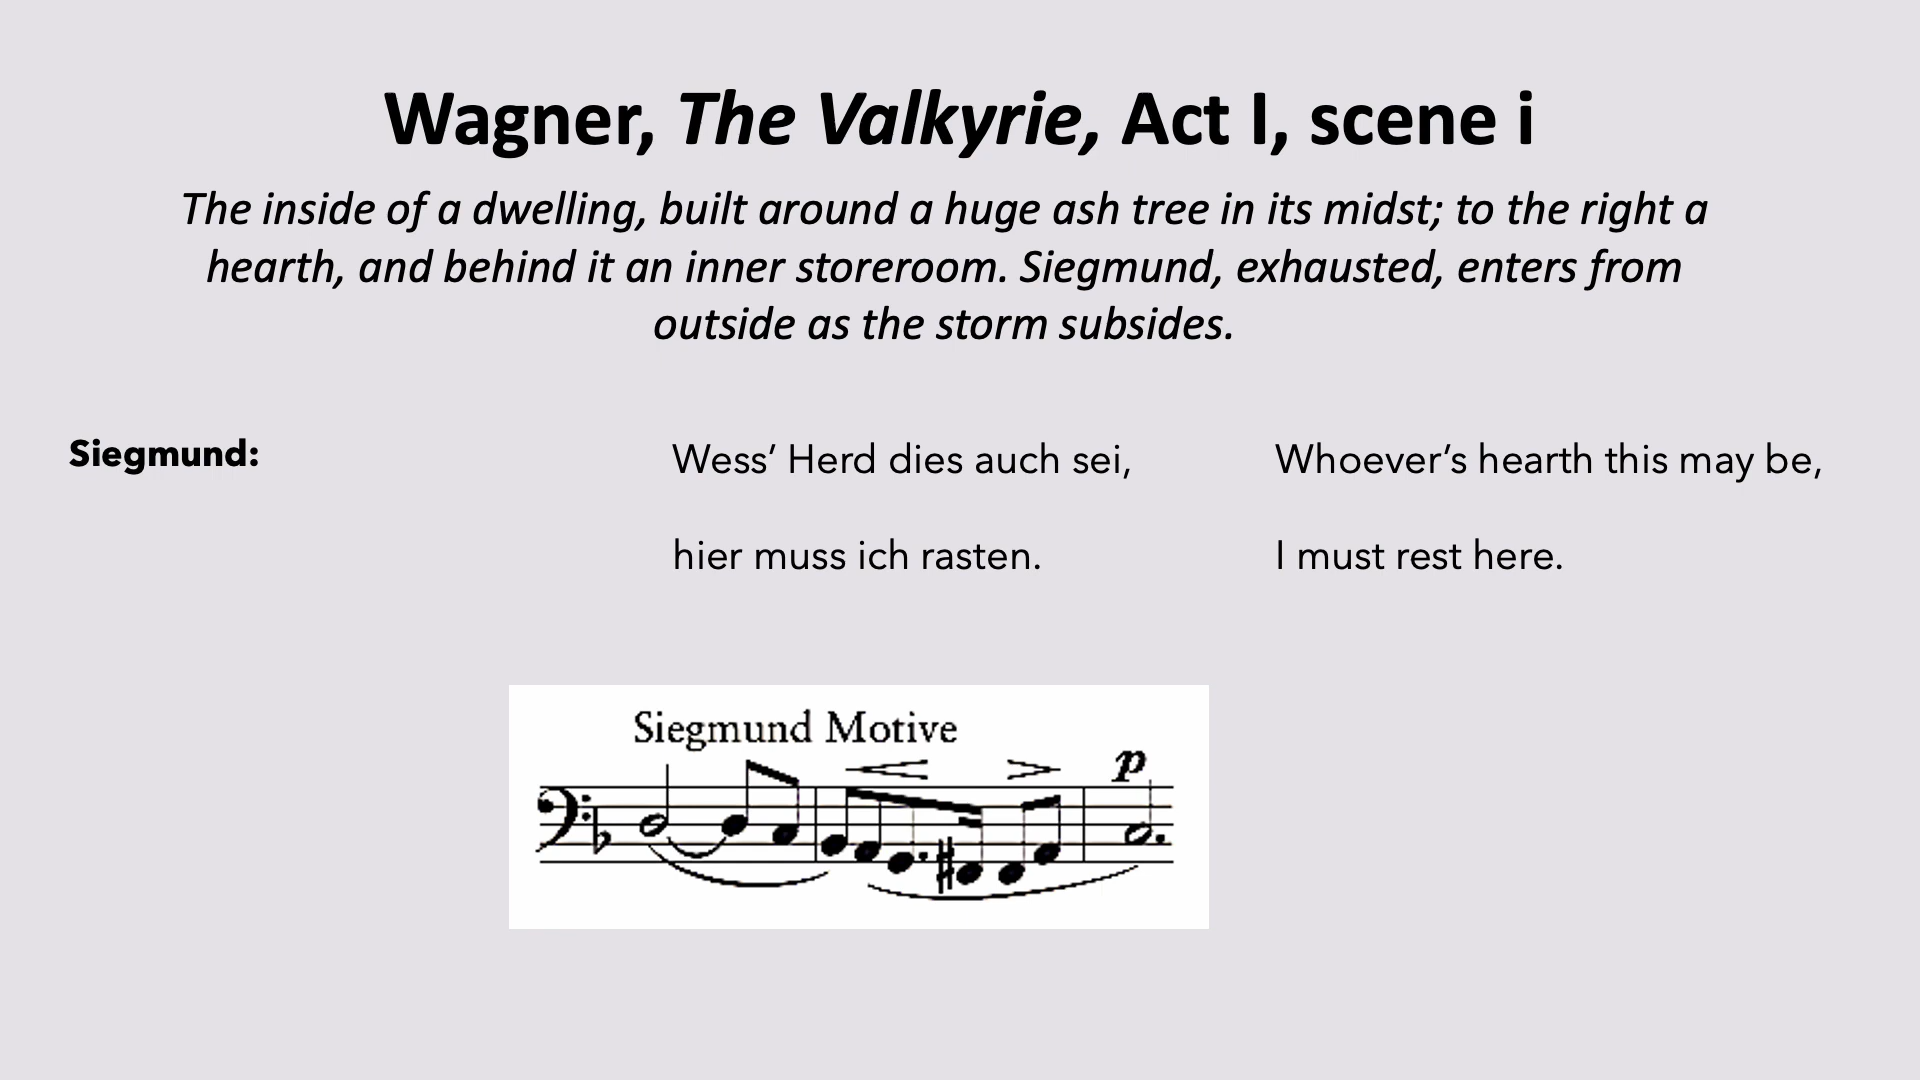 Wagner, The Valkyrie, Act I, scene i
The inside of a dwelling, built around a huge ash tree in its midst; to the right a
hearth, and behind it an inner storeroom. Siegmund, exhausted, enters from
outside as the storm subsides.
Siegmund:
Wess’ Herd dies auch sei,
Whoever’s hearth this may be,
hier muss ich rasten.
I must rest here.
Siegmund Motive
p